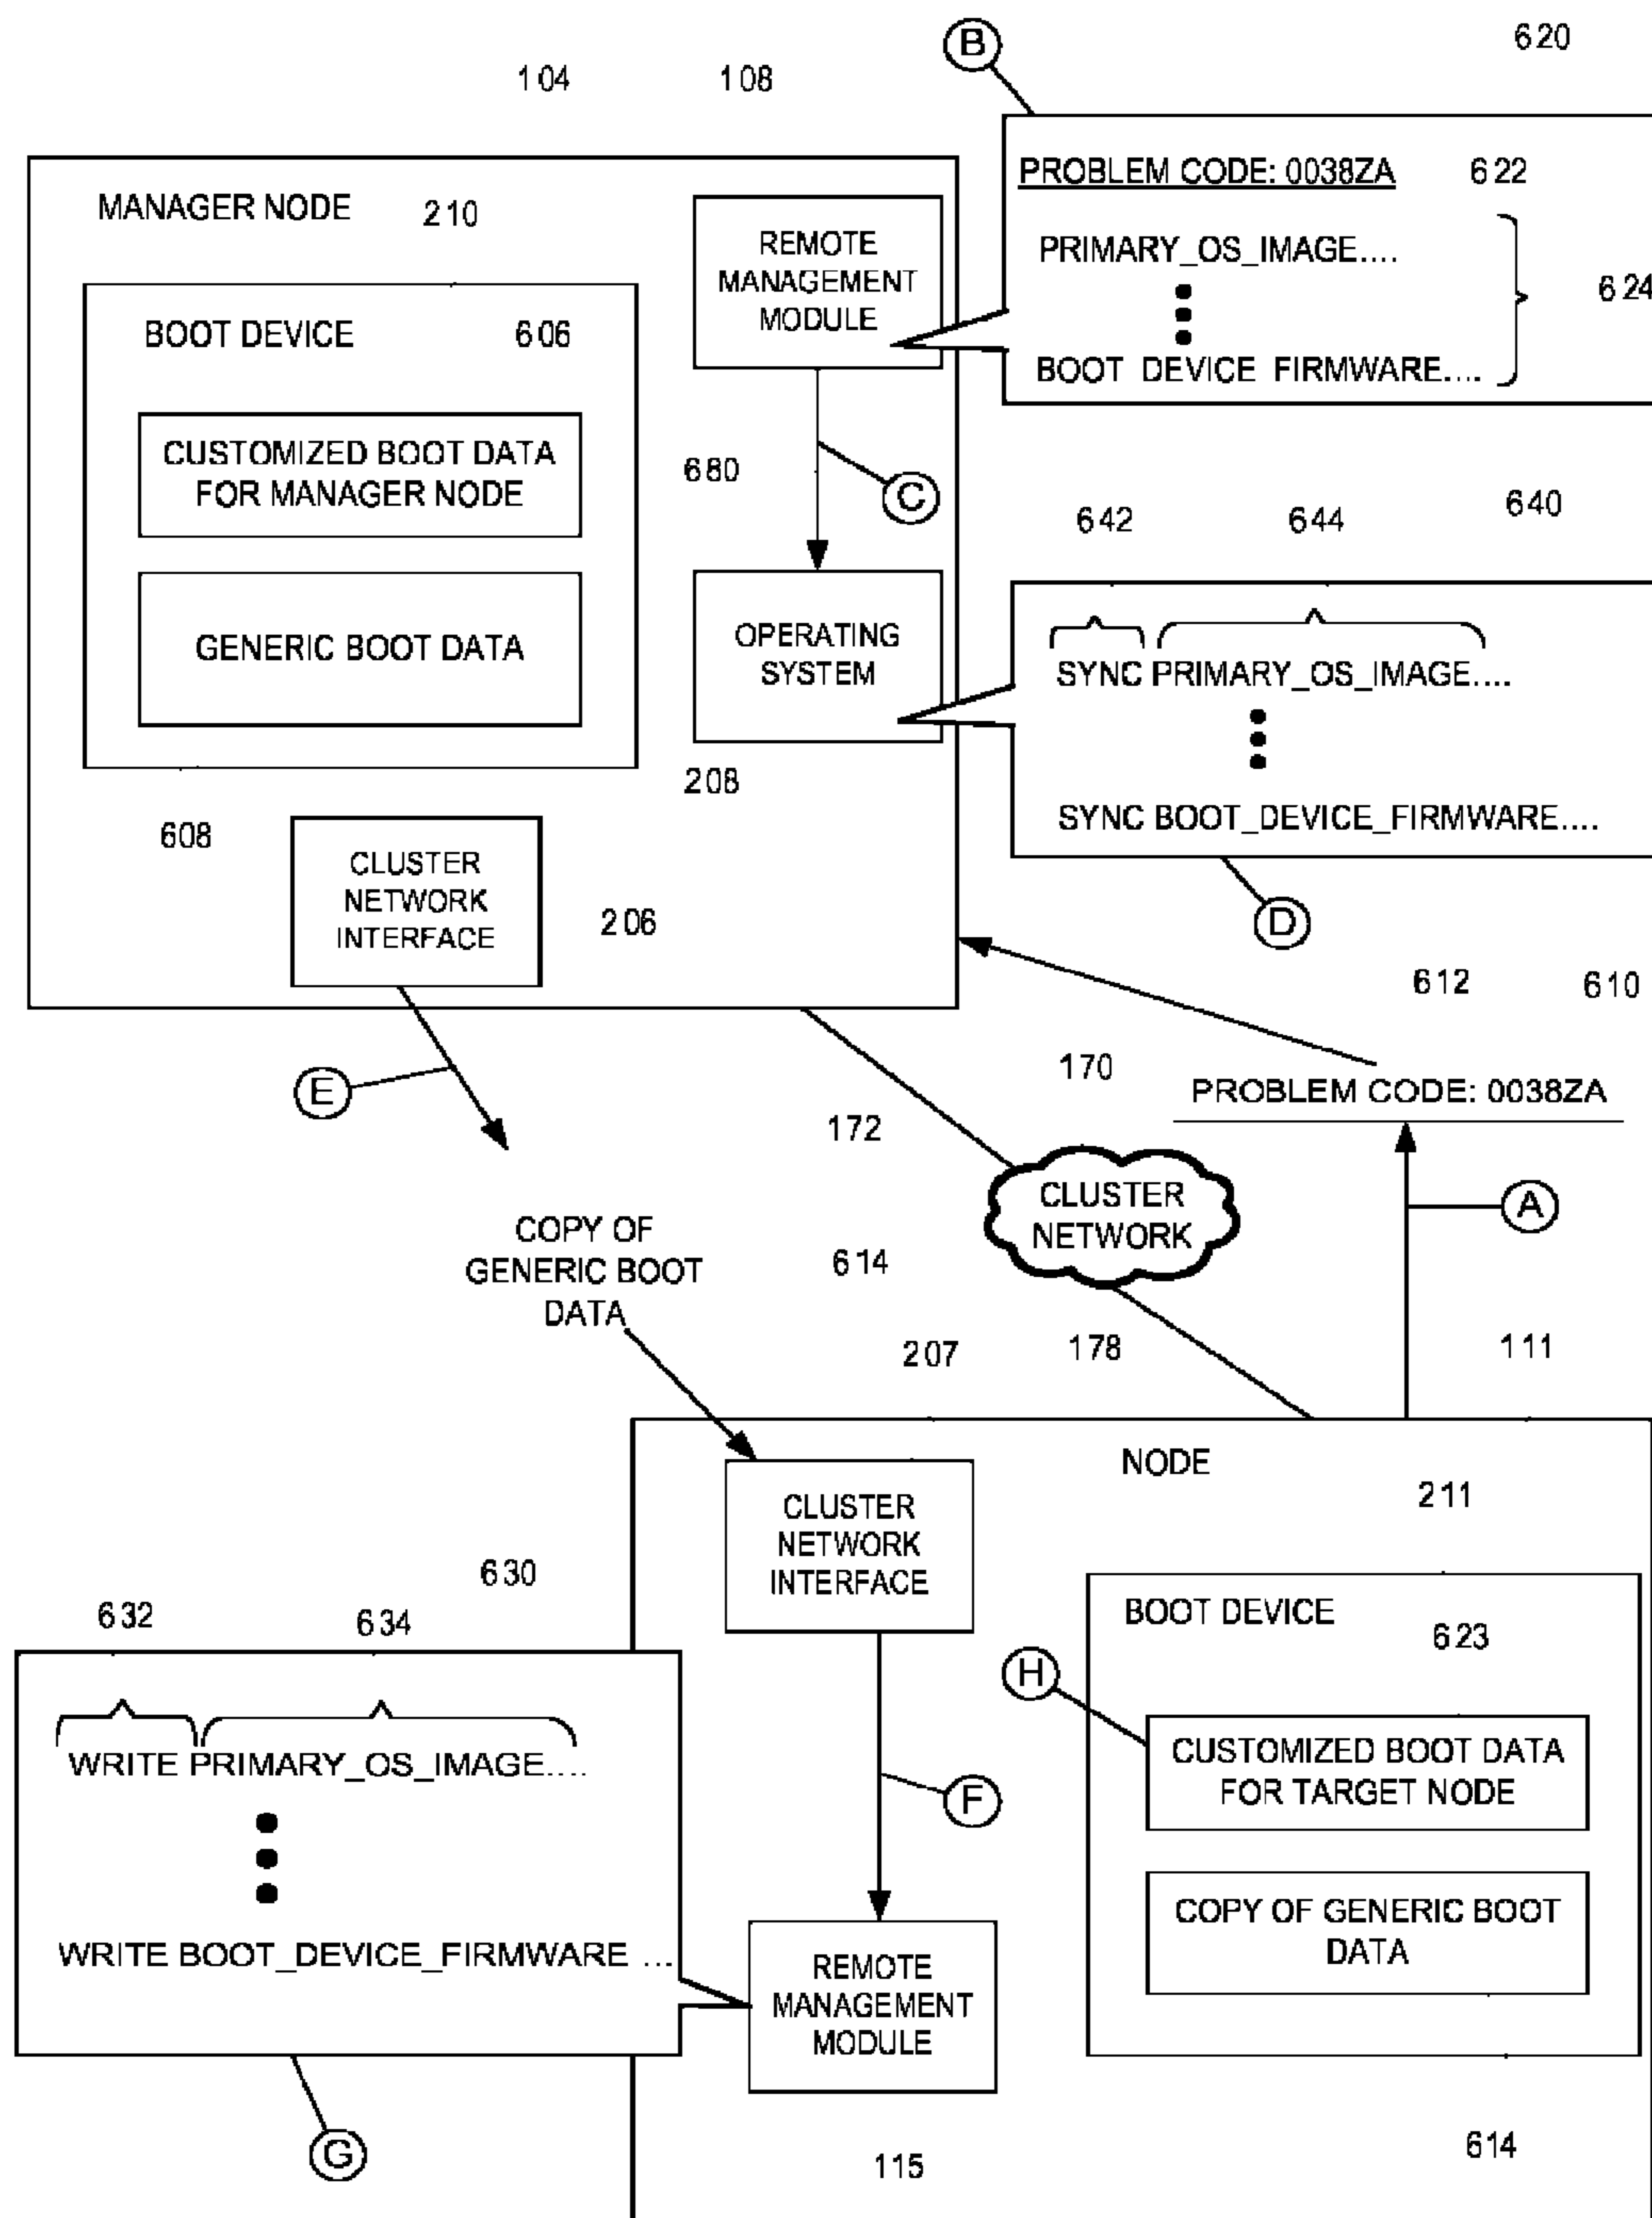 B
620
104
108
PROBLEM CODE: 0038ZA
622
MANAGER NODE
210
REMOTE
MANAGEMENT
MODULE
PRIMARY_OS_IMAGE....
624
BOOT DEVICE
606
BOOT DEVICE FIRMWARE....
CUSTOMIZED BOOT DATA
FOR MANAGER NODE
680
C
642
644
640
GENERIC BOOT DATA
OPERATING
SYSTEM
SYNC PRIMARY_OS_IMAGE....
208
SYNC BOOT_DEVICE_FIRMWARE....
608
CLUSTER
NETWORK
INTERFACE
206
D
612
610
E
170
PROBLEM CODE: 0038ZA
172
CLUSTER
NETWORK
A
COPY OF
GENERIC BOOT
DATA
614
207
178
111
NODE
211
CLUSTER
NETWORK
INTERFACE
630
632
634
BOOT DEVICE
623
H
WRITE PRIMARY_OS_IMAGE....
CUSTOMIZED BOOT DATA
FOR TARGET NODE
F
WRITE BOOT_DEVICE_FIRMWARE ...
COPY OF GENERIC BOOT
DATA
REMOTE
MANAGEMENT
MODULE
G
115
614